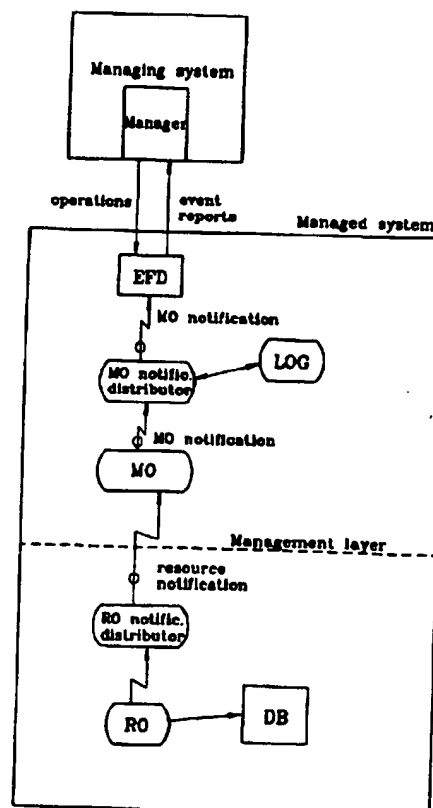 Managing system
Manager
operations
event
reports
Managed system
EFD
MO notification
MO notific.
distributor
LOG
MO notification
MO
Management layer
resource
notification
RO notific.
distributor
RO
DB